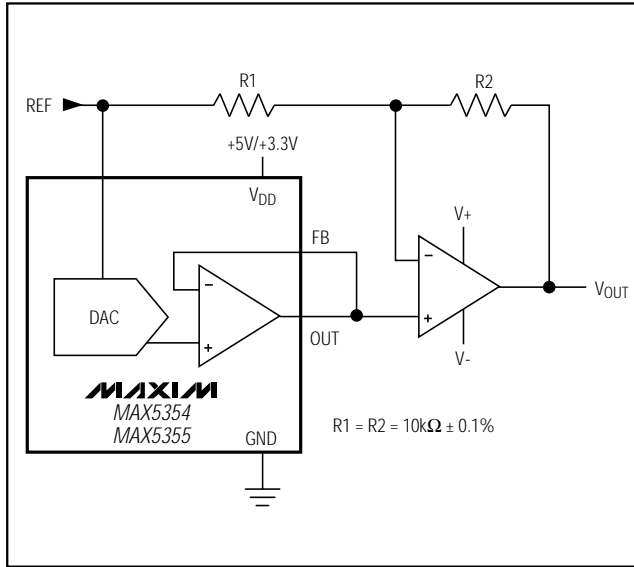 R1
R2
REF
+5V/+3.3V
VDD
FB
V+
−
−
VOUT
DAC
+
OUT
+
V-
MAXIM
MAX5354
MAX5355
GND
R1 = R2 = 10kΩ ± 0.1%